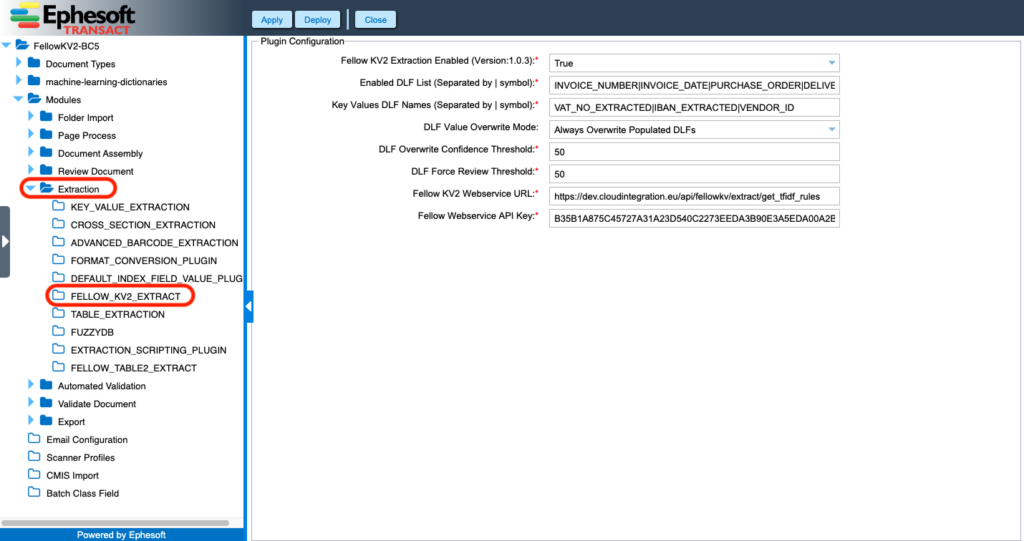 Ephesoft
TRANSACT
Apply
Deploy
Close
FellowKV2-BC5
Document Types
machine-learning-dictionaries
Modules
Folder Import
Page Process
Document Assembly
Review Document
Extraction
KEY_VALUE_EXTRACTION
CROSS_SECTION_EXTRACTION
ADVANCED_BARCODE_EXTRACTION
FORMAT_CONVERSION_PLUGIN
DEFAULT_INDEX_FIELD_VALUE_PLUG
FELLOW_KV2_EXTRACT
TABLE_EXTRACTION
FUZZYDB
EXTRACTION_SCRIPTING_PLUGIN
FELLOW_TABLE2_EXTRACT
Automated Validation
Validate Document
Export
Email Configuration
Scanner Profiles
CMIS Import
Batch Class Field
Powered by Ephesoft
Plugin Configuration
Fellow KV2 Extraction Enabled (Version:1.0.3):* True
Enabled DLF List (Separated by | symbol):* INVOICE_NUMBER|INVOICE_DATE|PURCHASE_ORDER|DELIVE
Key Values DLF Names (Separated by | symbol):* VAT_NO_EXTRACTED|IBAN_EXTRACTED|VENDOR_ID
DLF Value Overwrite Mode: Always Overwrite Populated DLFs
DLF Overwrite Confidence Threshold:* 50
DLF Force Review Threshold:* 50
Fellow KV2 Webservice URL:* https://dev.cloudintegration.eu/api/fellowkv/extract/get_tfidf_rules
Fellow Webservice API Key:* B35B1A875C45727A31A23D540C2273EEDA3B90E3A5EDA00A2E